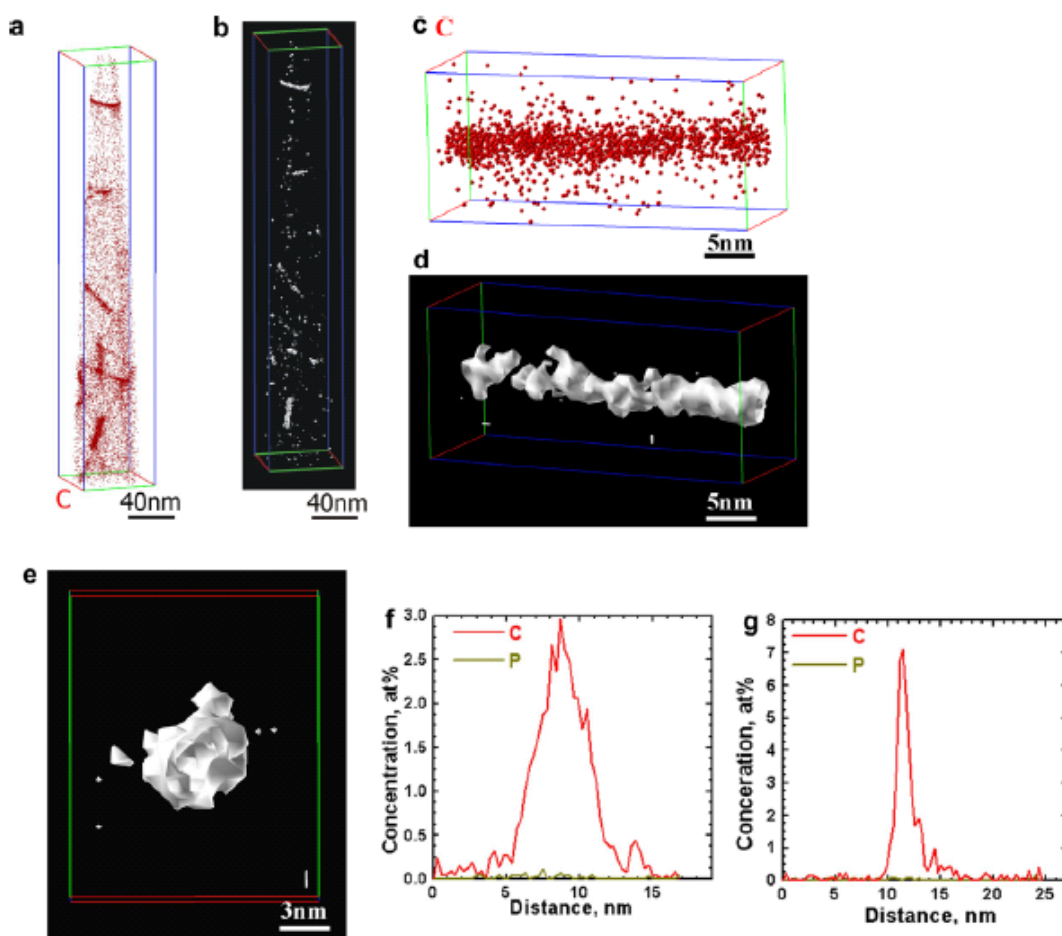 a
b
c C
C
40nm
40nm
5nm
d
5nm
e
3nm
f
C
P
3.0
2.5
2.0
1.5
1.0
0.5
0.0
0 5 10 15
Concentration, at%
Distance, nm
g
C
P
8
7
6
5
4
3
2
1
0
0 5 10 15 20 25
Conceration, at%
Distance, nm